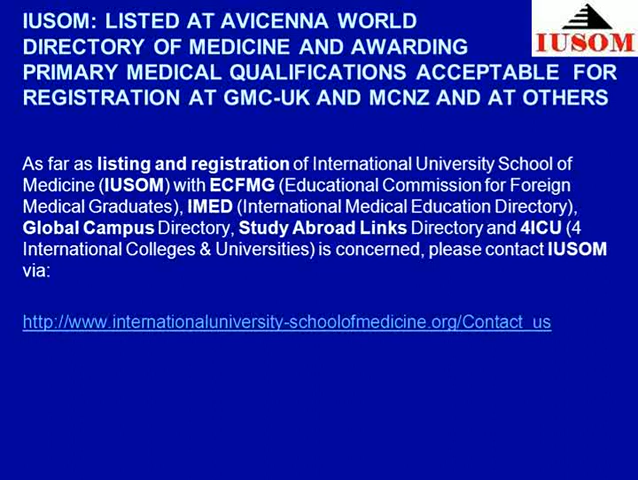 IUSOM: LISTED AT AVICENNA WORLD
DIRECTORY OF MEDICINE AND AWARDING
PRIMARY MEDICAL QUALIFICATIONS ACCEPTABLE FOR
REGISTRATION AT GMC-UK AND MCNZ AND AT OTHERS
IUSOM
As far as listing and registration of International University School of
Medicine (IUSOM) with ECFMG (Educational Commission for Foreign
Medical Graduates), IMED (International Medical Education Directory),
Global Campus Directory, Study Abroad Links Directory and 4ICU (4
International Colleges & Universities) is concerned, please contact IUSOM
via:
http://www.internationaluniversity-schoolofmedicine.org/Contact_us